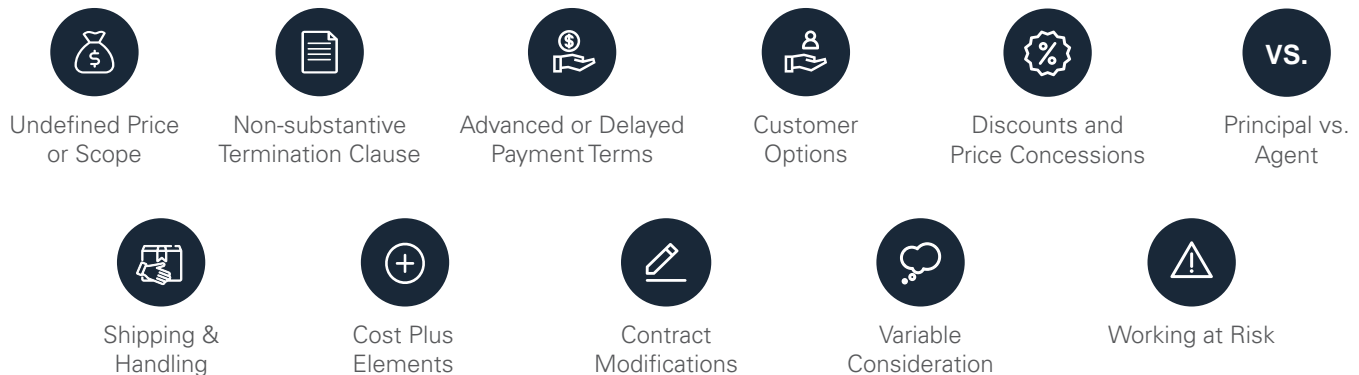 VS.
Undefined Price
or Scope
Non-substantive
Termination Clause
Advanced or Delayed
Payment Terms
Customer
Options
Discounts and
Price Concessions
Principal vs.
Agent
Shipping &
Handling
Cost Plus
Elements
Contract
Modifications
Variable
Consideration
Working at Risk